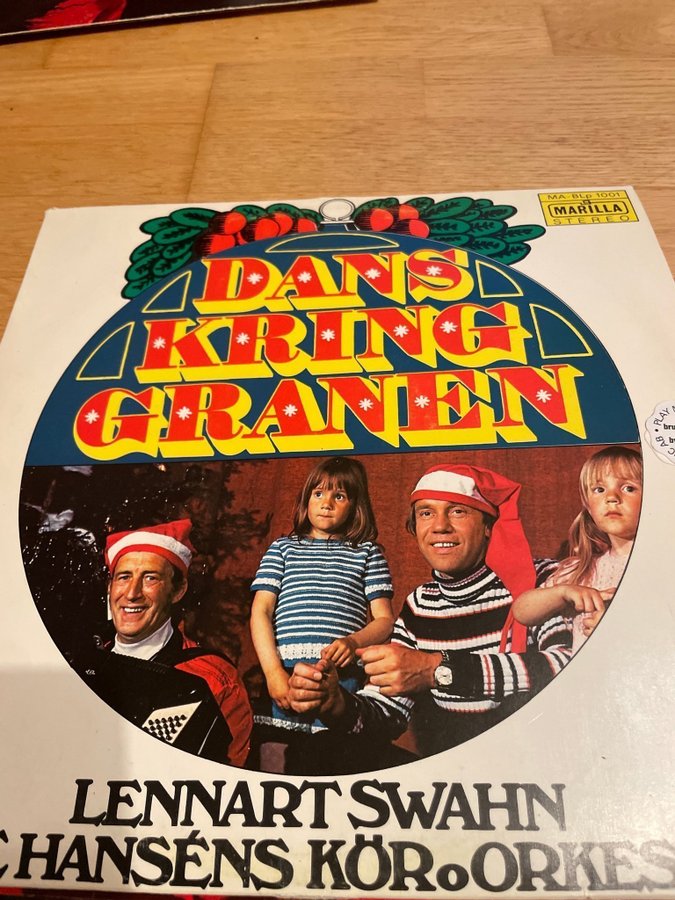 MA. BLp 1001
MARILLA
STEREO
DANS
KRING
GRANEN
LENNART SWAHN
HANSÉNS KÖR o ORKES